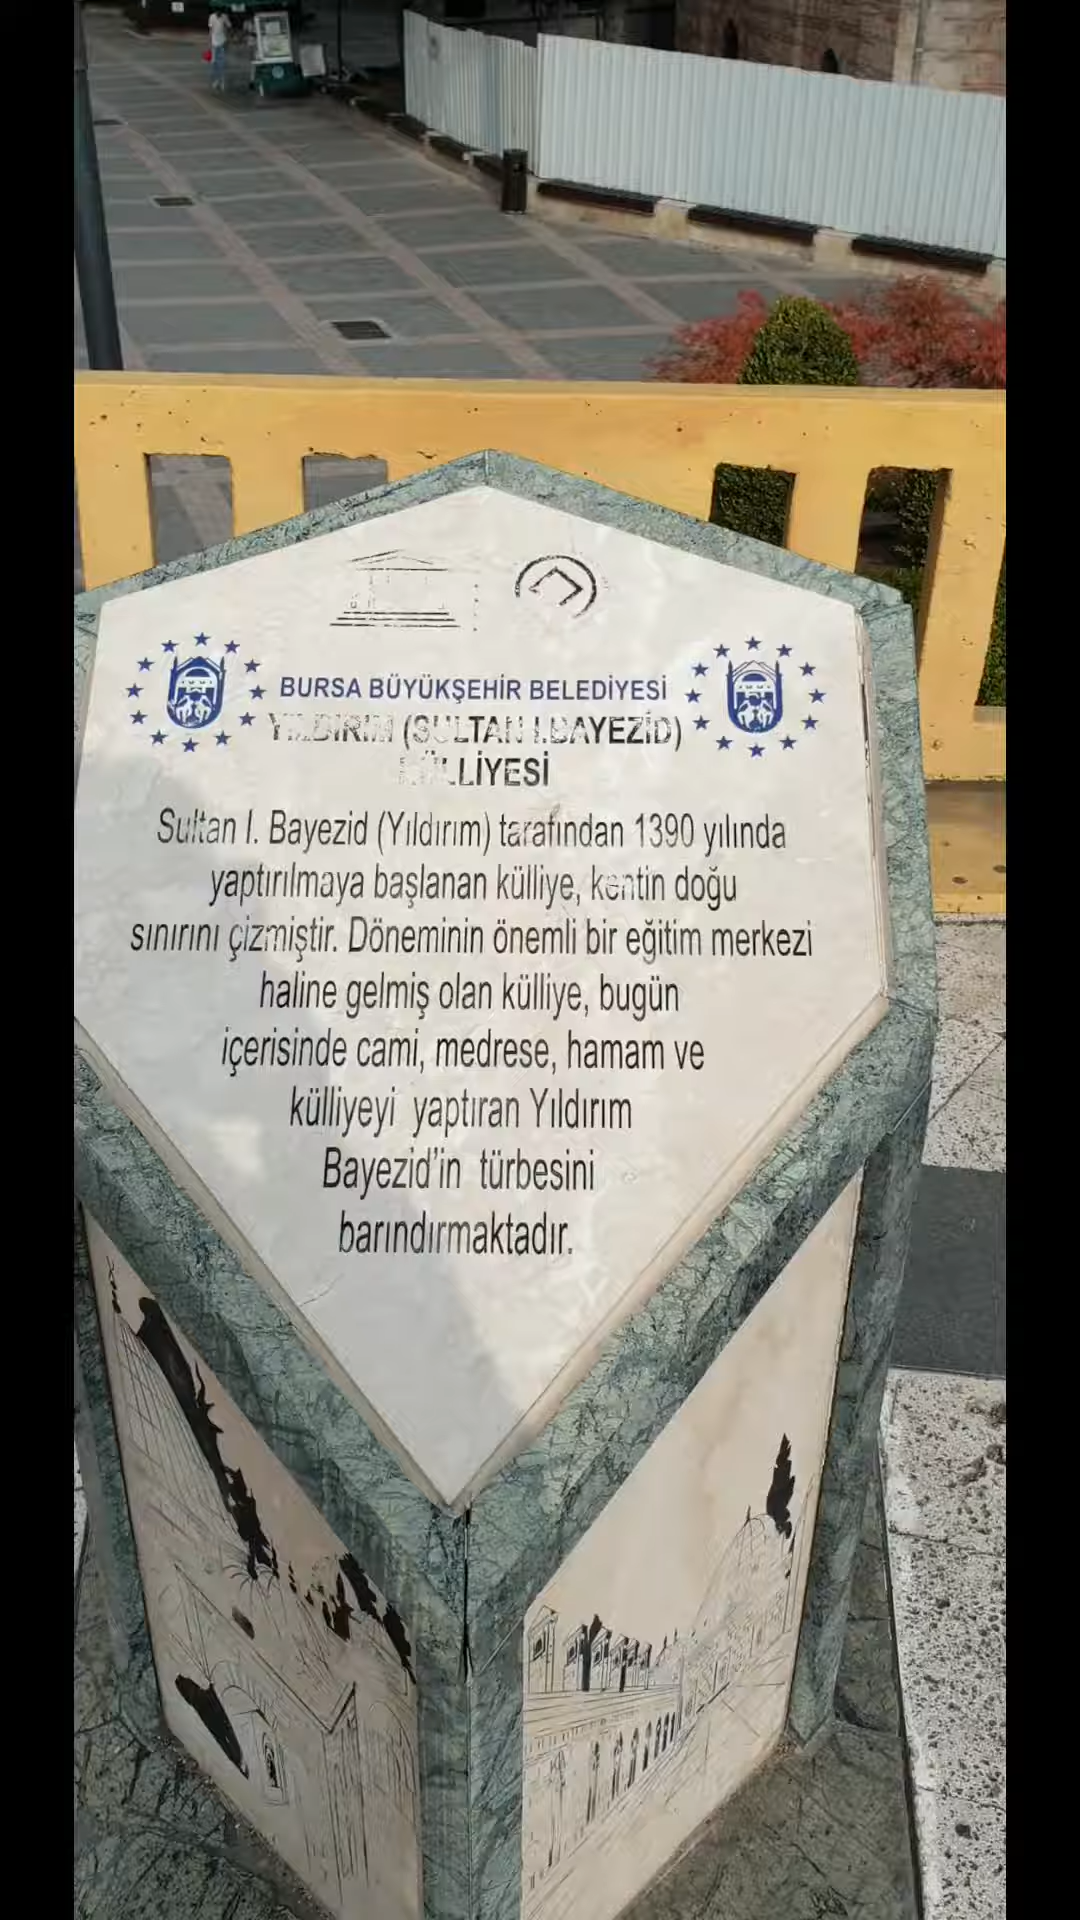 BURSA BÜYÜKŞEHİR BELEDİYESİ
YILDIRIM (SULTAN I.BAYEZİD)
KÜLLİYESİ
Sultan I. Bayezid (Yıldırım) tarafından 1390 yılında
yaptırılmaya başlanan külliye, kentin doğu
sınırını çizmiştir. Döneminin önemli bir eğitim merkezi
haline gelmiş olan külliye, bugün
içerisinde cami, medrese, hamam ve
külliyeyi yaptıran Yıldırım
Bayezid'in türbesini
barındırmaktadır.